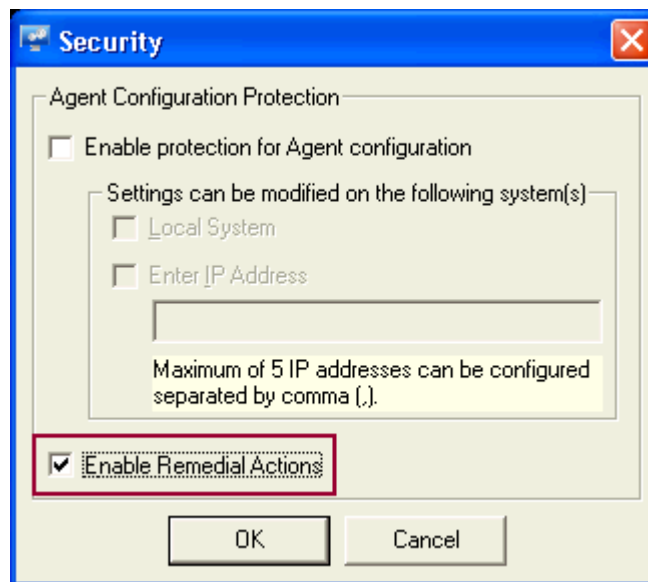 Security
Agent Configuration Protection
Enable protection for Agent configuration
Settings can be modified on the following system(s)
Local System
Enter IP Address
Maximum of 5 IP addresses can be configured
separated by comma (,).
Enable Remedial Actions
OK
Cancel